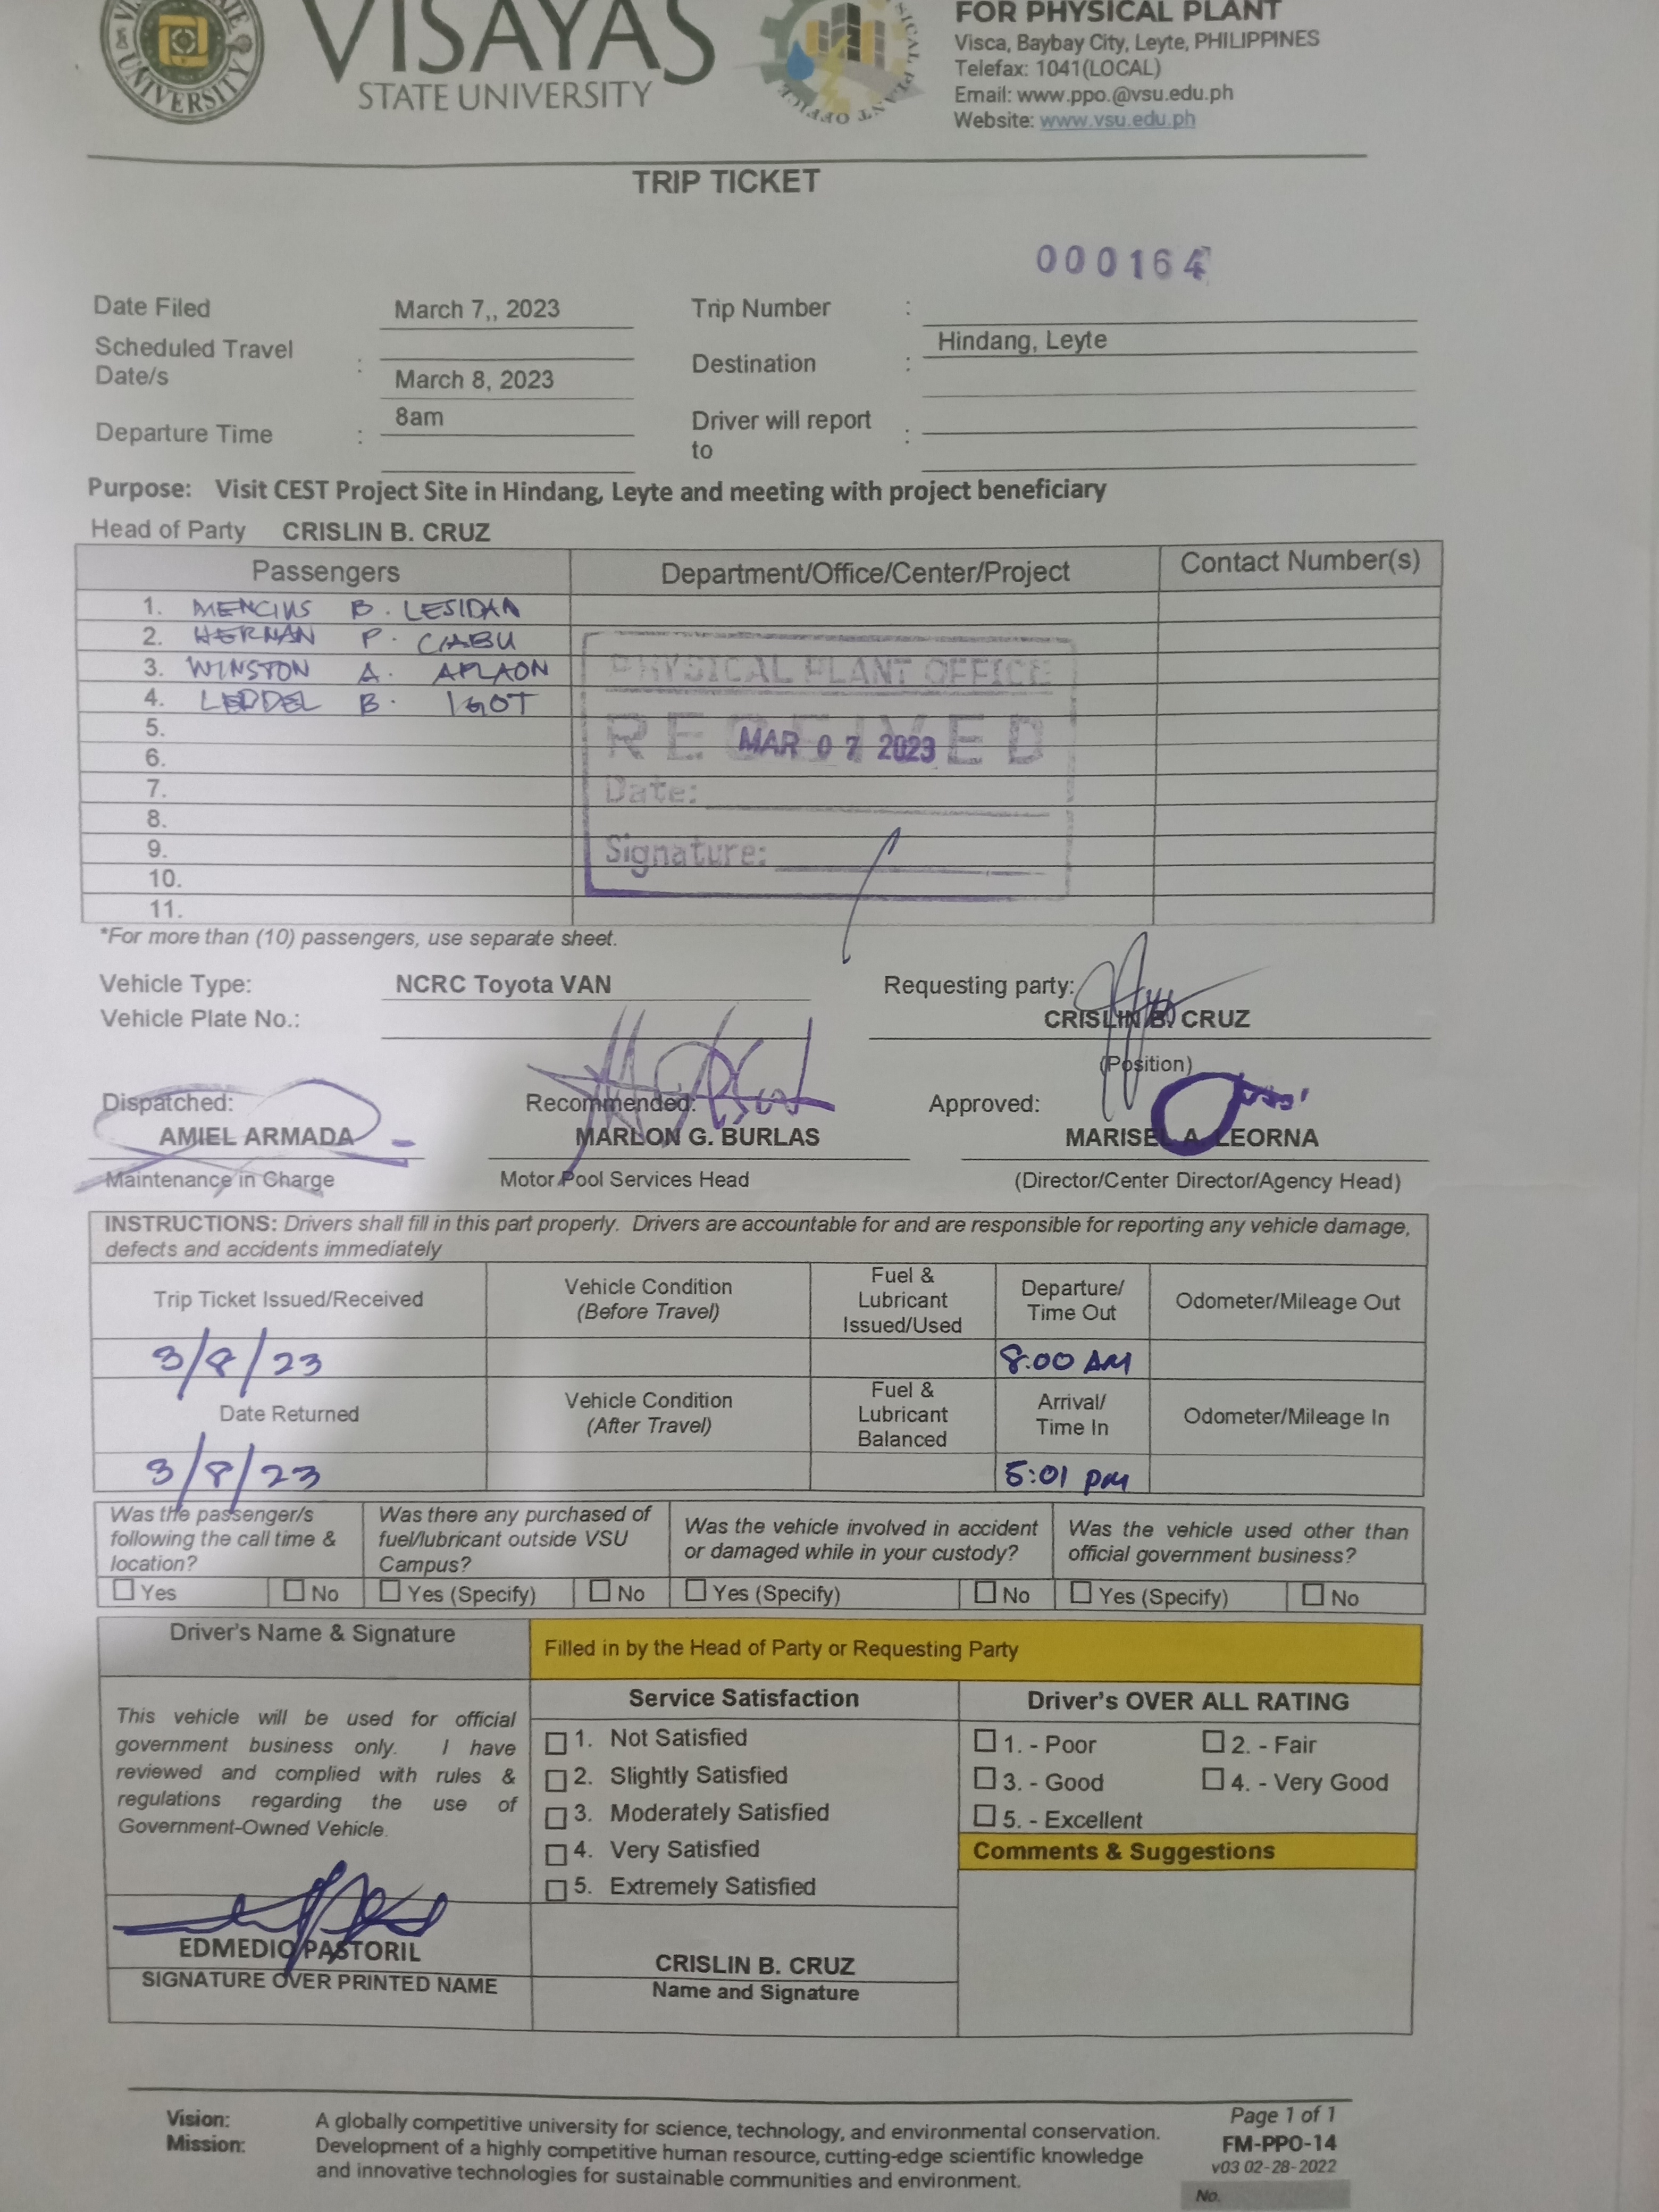 VISAYAS
STATE UNIVERSITY
UNIVERSITY
PLANT OFFICE
FOR PHYSICAL PLANT
Visca, Baybay City, Leyte, PHILIPPINES
Telefax: 1041(LOCAL)
Email: www.ppo.@vsu.edu.ph
Website: www.vsu.edu.ph
TRIP TICKET
000164
Date Filed March 7,, 2023 Trip Number :
Scheduled Travel Date/s : March 8, 2023 Destination : Hindang, Leyte
Departure Time : 8am Driver will report to :
Purpose: Visit CEST Project Site in Hindang, Leyte and meeting with project beneficiary
Head of Party CRISLIN B. CRUZ
Passengers Department/Office/Center/Project Contact Number(s)
1. MENCIUS B. LESIDAN
2. HERNAN P. CIABU
3. WINSTON A. APLAON
4. LEDDEL B. IGOT
5.
6.
7.
8.
9.
10.
11.
PHYSICAL PLANT OFFICE
RECEIVED
MAR 07 2023
Date:
Signature:
*For more than (10) passengers, use separate sheet.
Vehicle Type: NCRC Toyota VAN Requesting party:
Vehicle Plate No.: CRISLIN B. CRUZ
(Position)
Dispatched: Recommended: Approved:
AMIEL ARMADA MARLON G. BURLAS MARISEL A. LEORNA
Maintenance in Charge Motor Pool Services Head (Director/Center Director/Agency Head)
INSTRUCTIONS: Drivers shall fill in this part properly. Drivers are accountable for and are responsible for reporting any vehicle damage,
defects and accidents immediately
Trip Ticket Issued/Received Vehicle Condition (Before Travel) Fuel & Lubricant Issued/Used Departure/ Time Out Odometer/Mileage Out
3/8/23 8:00 AM
Date Returned Vehicle Condition (After Travel) Fuel & Lubricant Balanced Arrival/ Time In Odometer/Mileage In
3/8/23 5:01 PM
Was the passenger/s following the call time & location? Was there any purchased of fuel/lubricant outside VSU Campus? Was the vehicle involved in accident or damaged while in your custody? Was the vehicle used other than official government business?
Yes No Yes (Specify) No Yes (Specify) No Yes (Specify) No
Driver's Name & Signature Filled in by the Head of Party or Requesting Party
This vehicle will be used for official
government business only. I have
reviewed and complied with rules &
regulations regarding the use of
Government-Owned Vehicle.
Service Satisfaction
1. Not Satisfied
2. Slightly Satisfied
3. Moderately Satisfied
4. Very Satisfied
5. Extremely Satisfied
Driver's OVER ALL RATING
1. - Poor 2. - Fair
3. - Good 4. - Very Good
5. - Excellent
Comments & Suggestions
EDMEDIO PASTORIL
SIGNATURE OVER PRINTED NAME
CRISLIN B. CRUZ
Name and Signature
Vision: A globally competitive university for science, technology, and environmental conservation.
Mission: Development of a highly competitive human resource, cutting-edge scientific knowledge
and innovative technologies for sustainable communities and environment.
Page 1 of 1
FM-PPO-14
v03 02-28-2022
No.